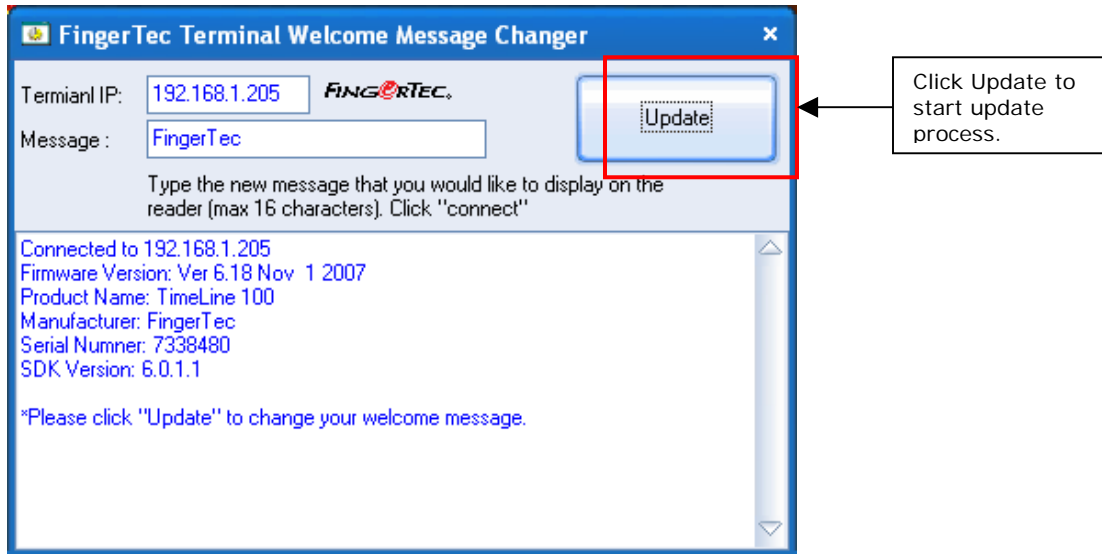 FingerTec Terminal Welcome Message Changer
Termianl IP:
192.168.1.205
FINGERTEC.
Message :
FingerTec
Update
Type the new message that you would like to display on the
reader (max 16 characters). Click "connect"
Connected to 192.168.1.205
Firmware Version: Ver 6.18 Nov  1 2007
Product Name: TimeLine 100
Manufacturer: FingerTec
Serial Numner: 7338480
SDK Version: 6.0.1.1
*Please click "Update" to change your welcome message.
Click Update to
start update
process.